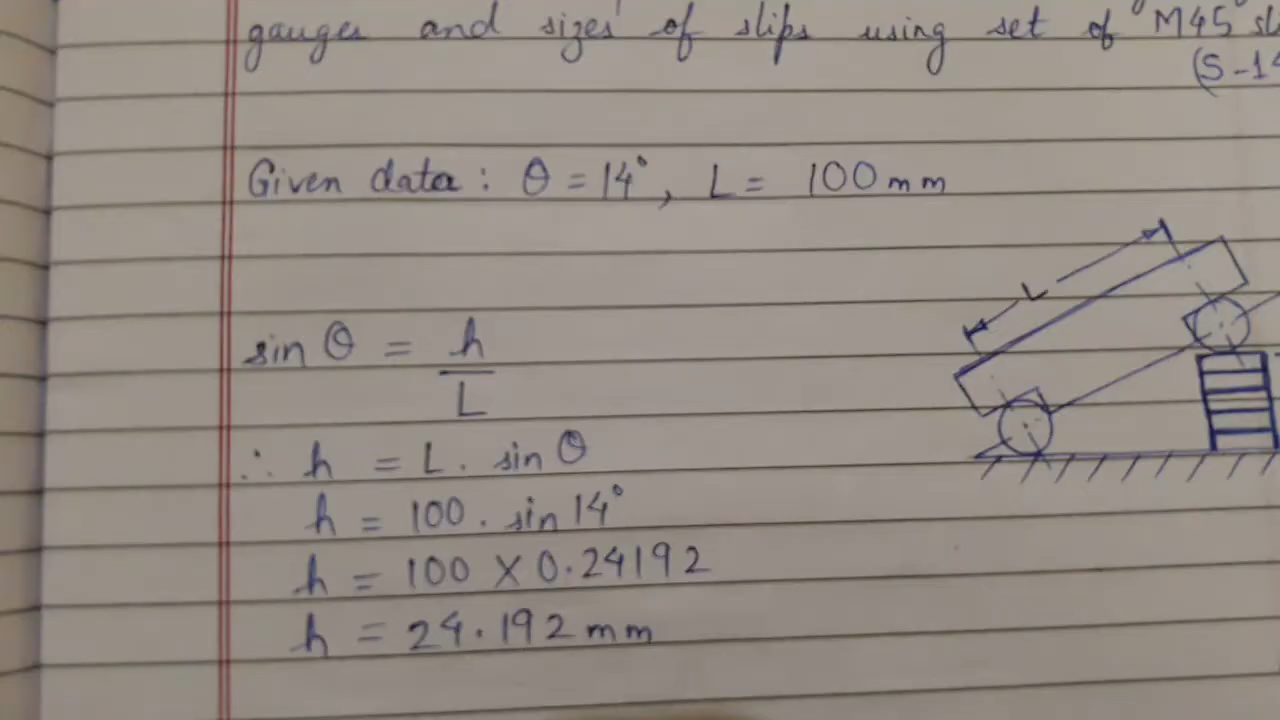 gauges and sizes of slips using set of "M45"
(S-14
Given data : θ = 14°, L = 100 mm
L
sin θ = h / L
∴ h = L . sin θ
h = 100 . sin 14°
h = 100 X 0.24192
h = 24.192 mm